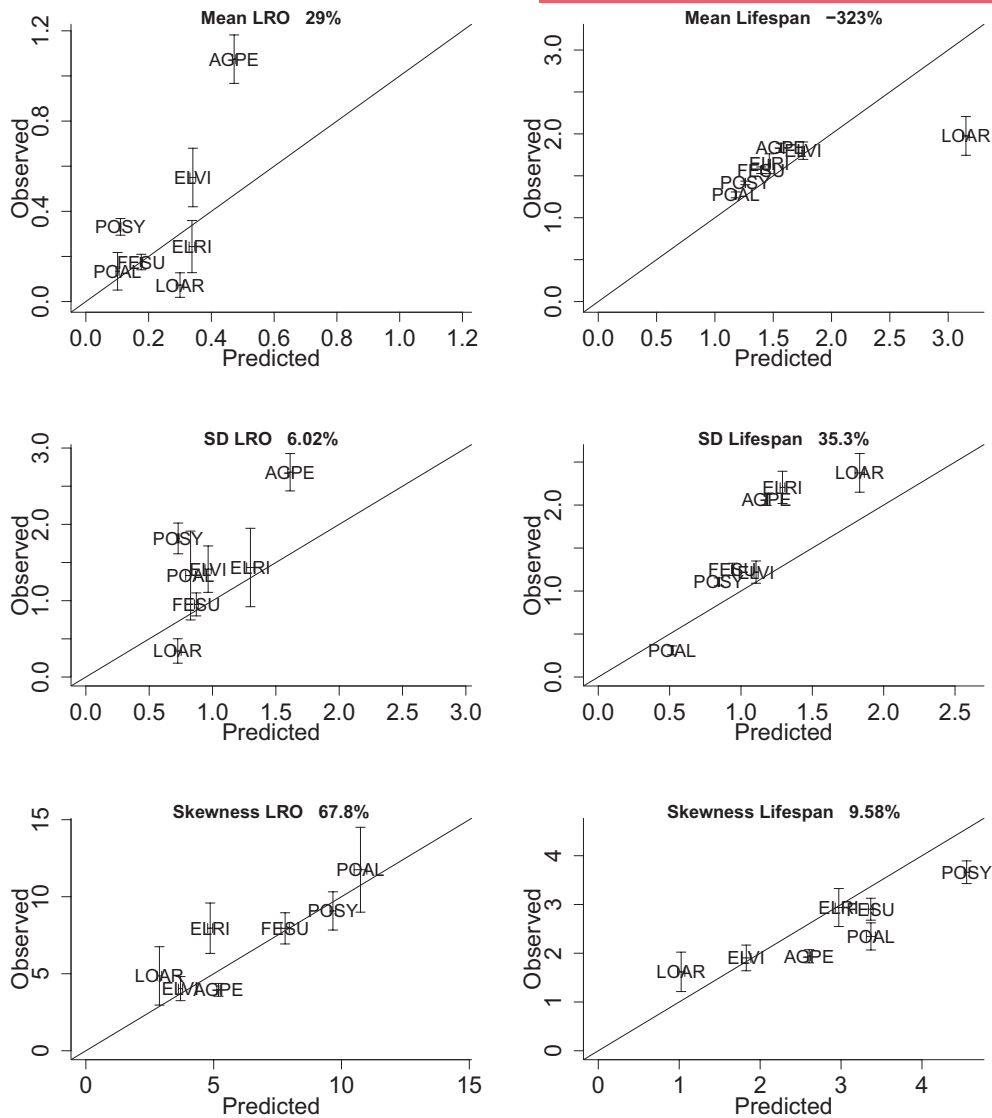 Mean LRO 29%
Observed
0.0 0.4 0.8 1.2
AGPE
ELVI
POSY
ELRI
FESU
POAL
LOAR
0.0 0.2 0.4 0.6 0.8 1.0 1.2
Predicted
Mean Lifespan −323%
Observed
0.0 1.0 2.0 3.0
LOAR
AGPE
ELVI
ELRI
FESU
POSY
POAL
0.0 0.5 1.0 1.5 2.0 2.5 3.0
Predicted
SD LRO 6.02%
Observed
0.0 1.0 2.0 3.0
AGPE
POSY
ELVI
ELRI
POAL
FESU
LOAR
0.0 0.5 1.0 1.5 2.0 2.5 3.0
Predicted
SD Lifespan 35.3%
Observed
0.0 1.0 2.0
LOAR
ELRI
AGPE
FESU
ELVI
POSY
POAL
0.0 0.5 1.0 1.5 2.0 2.5
Predicted
Skewness LRO 67.8%
Observed
0 5 10 15
POAL
POSY
ELRI
FESU
LOAR
ELVI
AGPE
0 5 10 15
Predicted
Skewness Lifespan 9.58%
Observed
0 1 2 3 4
POSY
ELRI
FESU
POAL
ELVI
AGPE
LOAR
0 1 2 3 4
Predicted